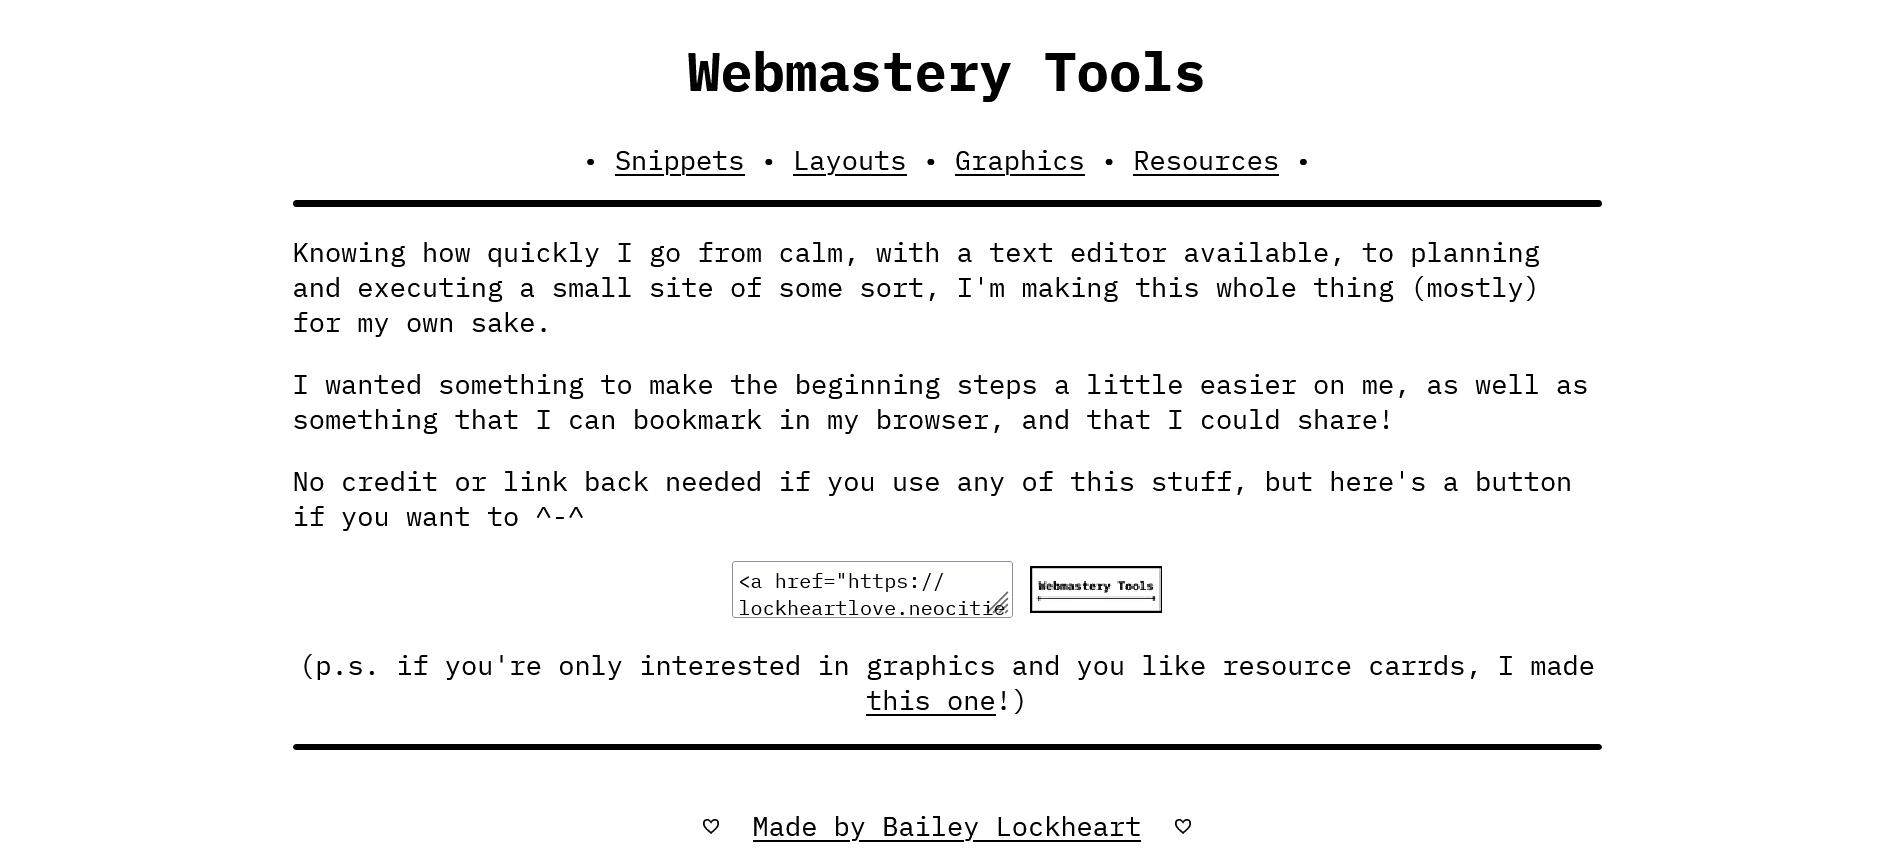 Webmastery Tools
• Snippets • Layouts • Graphics • Resources •
Knowing how quickly I go from calm, with a text editor available, to planning
and executing a small site of some sort, I'm making this whole thing (mostly)
for my own sake.
I wanted something to make the beginning steps a little easier on me, as well as
something that I can bookmark in my browser, and that I could share!
No credit or link back needed if you use any of this stuff, but here's a button
if you want to ^-^
<a href="https://
lockheartlove.neocitie
Webmastery Tools
(p.s. if you're only interested in graphics and you like resource carrds, I made
this one!)
♡ Made by Bailey Lockheart ♡